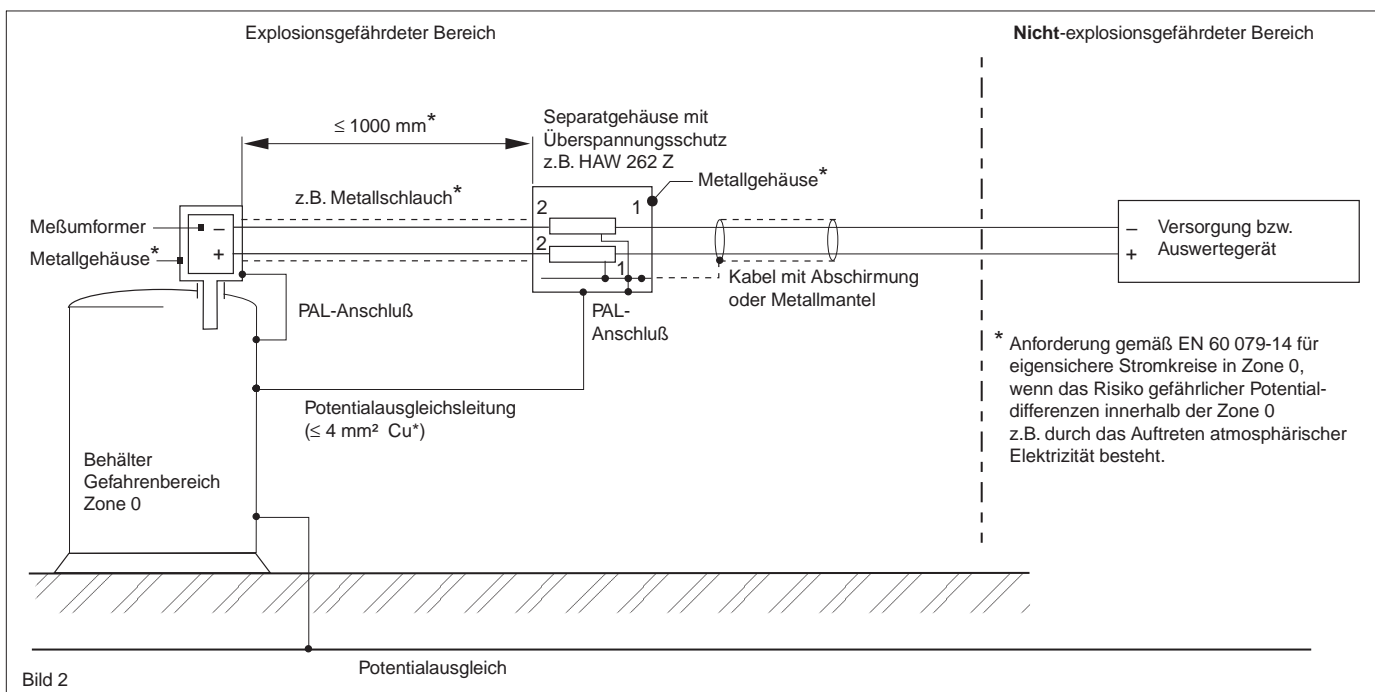 Explosionsgefährdeter Bereich
Nicht-explosionsgefährdeter Bereich
≤ 1000 mm*
Separatgehäuse mit
Überspannungsschutz
z.B. HAW 262 Z
z.B. Metallschlauch*
Metallgehäuse*
2
1
Meßumformer
–
+
Metallgehäuse*
2
1
–
+
Versorgung bzw.
Auswertegerät
Kabel mit Abschirmung
oder Metallmantel
PAL-Anschluß
PAL-
Anschluß
* Anforderung gemäß EN 60 079-14 für
eigensichere Stromkreise in Zone 0,
wenn das Risiko gefährlicher Potential-
differenzen innerhalb der Zone 0
z.B. durch das Auftreten atmosphärischer
Elektrizität besteht.
Potentialausgleichsleitung
(≤ 4 mm² Cu*)
Behälter
Gefahrenbereich
Zone 0
Potentialausgleich
Bild 2